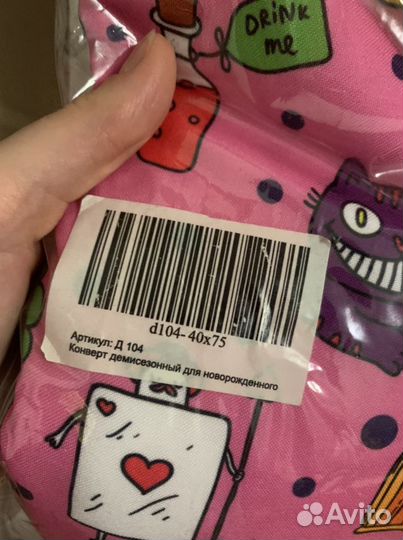 DRINK
me
d104-40x75
Артикул: Д 104
Конверт демисезонный для новорожденного
Avito